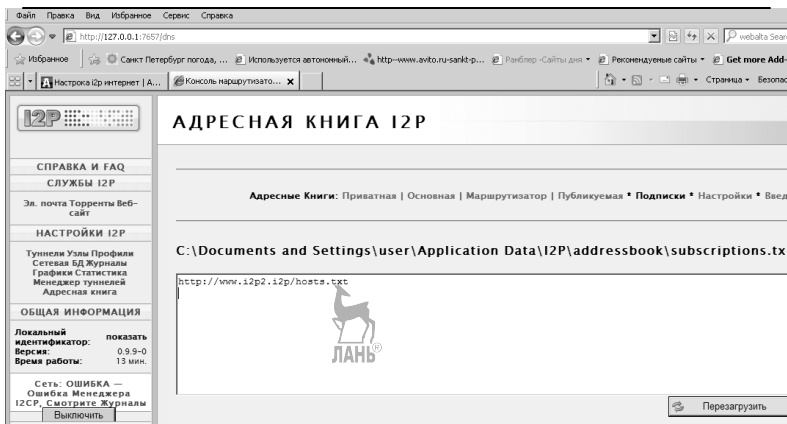 Файл Правка Вид Избранное Сервис Справка
http://127.0.0.1:7657/dns
webalta Sear
Избранное Санкт Петербург погода, ... Используется автономный... http--www.avito.ru-sankt-p... Рамблер -Сайты дня Рекомендуемые сайты Get more Add-
Настрока i2p интернет | А... Консоль маршрутизато... X Страница Безопас
I2P
АДРЕСНАЯ КНИГА I2P
СПРАВКА И FAQ
СЛУЖБЫ I2P
Эл. почта Торренты Веб-
сайт
НАСТРОЙКИ I2P
Туннели Узлы Профили
Сетевая БД Журналы
Графики Статистика
Менеджер туннелей
Адресная книга
ОБЩАЯ ИНФОРМАЦИЯ
Локальный
идентификатор: показать
Версия: 0.9.9-0
Время работы: 13 мин.
Сеть: ОШИБКА —
Ошибка Менеджера
I2CP, Смотрите Журналы
Выключить
Адресные Книги: Приватная | Основная | Маршрутизатор | Публикуемая * Подписки * Настройки * Введ
C:\Documents and Settings\user\Application Data\I2P\addressbook\subscriptions.tx
http://www.i2p2.i2p/hosts.txt
ЛАНЬ®
Перезагрузить